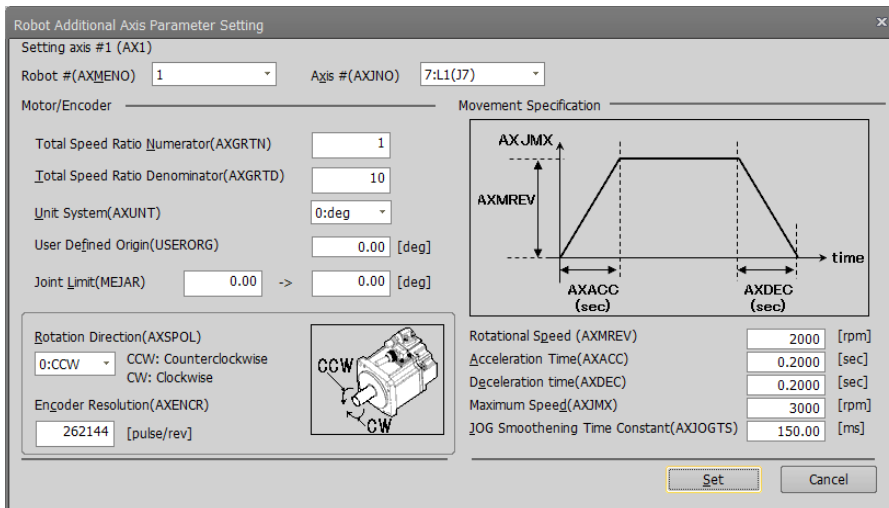 Robot Additional Axis Parameter Setting x
Setting axis #1 (AX1)
Robot #(AXMENO) 1 Axis #(AXJNO) 7:L1(J7)
Motor/Encoder
Total Speed Ratio Numerator(AXGRTN) 1
Total Speed Ratio Denominator(AXGRTD) 10
Unit System(AXUNT) 0:deg
User Defined Origin(USERORG) 0.00 [deg]
Joint Limit(MEJAR) 0.00 -> 0.00 [deg]
Rotation Direction(AXSPOL)
0:CCW CCW: Counterclockwise
CW: Clockwise
Encoder Resolution(AXENCR)
262144 [pulse/rev]
CCW
CW
Movement Specification
AXJMX
AXMREV
time
AXACC AXDEC
(sec) (sec)
Rotational Speed (AXMREV) 2000 [rpm]
Acceleration Time(AXACC) 0.2000 [sec]
Deceleration time(AXDEC) 0.2000 [sec]
Maximum Speed(AXJMX) 3000 [rpm]
JOG Smoothening Time Constant(AXJOGTS) 150.00 [ms]
Set Cancel